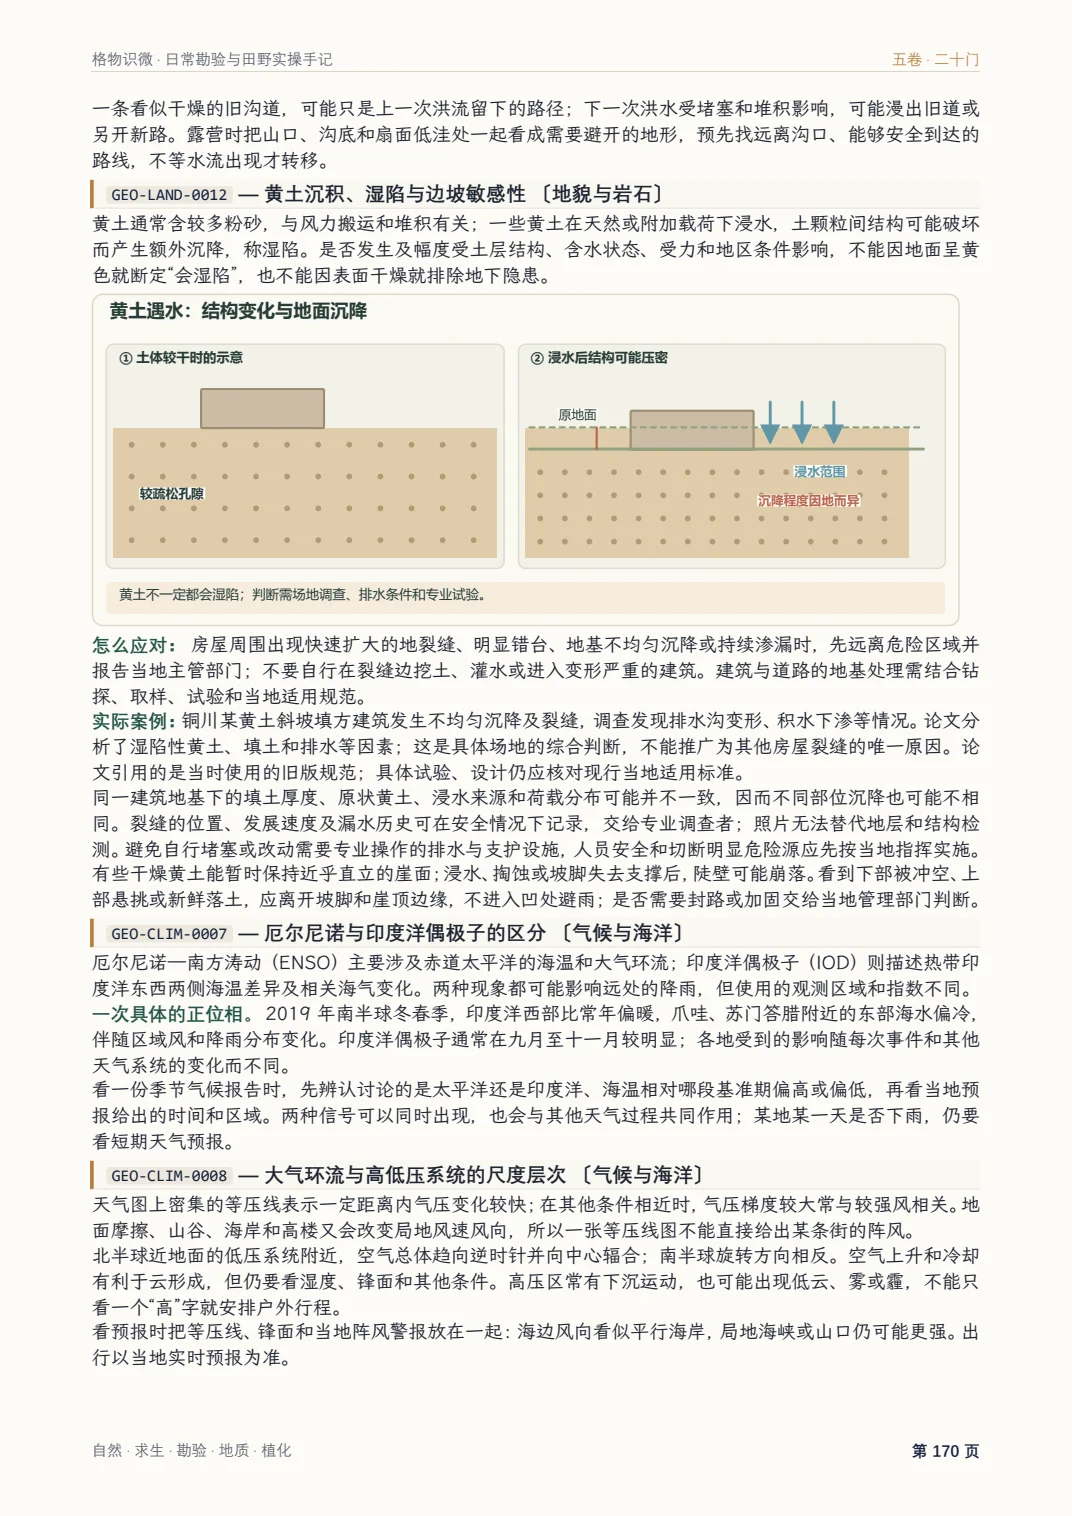 格物识微 · 日常勘验与田野实操手记
五卷 · 二十门
一条看似干燥的旧沟道，可能只是上一次洪流留下的路径；下一次洪水受堵塞和堆积影响，可能漫出旧道或
另开新路。露营时把山口、沟底和扇面低洼处一起看成需要避开的地形，预先找远离沟口、能够安全到达的
路线，不等水流出现才转移。
GEO-LAND-0012 — 黄土沉积、湿陷与边坡敏感性 〔地貌与岩石〕
黄土通常含较多粉砂，与风力搬运和堆积有关；一些黄土在天然或附加载荷下浸水，土颗粒间结构可能破坏
而产生额外沉降，称湿陷。是否发生及幅度受土层结构、含水状态、受力和地区条件影响，不能因地面呈黄
色就断定“会湿陷”，也不能因表面干燥就排除地下隐患。
黄土遇水：结构变化与地面沉降
① 土体较干时的示意
较疏松孔隙
② 浸水后结构可能压密
原地面
浸水范围
沉降程度因地而异
黄土不一定都会湿陷；判断需场地调查、排水条件和专业试验。
怎么应对： 房屋周围出现快速扩大的地裂缝、明显错台、地基不均匀沉降或持续渗漏时，先远离危险区域并
报告当地主管部门；不要自行在裂缝边挖土、灌水或进入变形严重的建筑。建筑与道路的地基处理需结合钻
探、取样、试验和当地适用规范。
实际案例：铜川某黄土斜坡填方建筑发生不均匀沉降及裂缝，调查发现排水沟变形、积水下渗等情况。论文分
析了湿陷性黄土、填土和排水等因素；这是具体场地的综合判断，不能推广为其他房屋裂缝的唯一原因。论
文引用的是当时使用的旧版规范；具体试验、设计仍应核对现行当地适用标准。
同一建筑地基下的填土厚度、原状黄土、浸水来源和荷载分布可能并不一致，因而不同部位沉降也可能不相
同。裂缝的位置、发展速度及漏水历史可在安全情况下记录，交给专业调查者；照片无法替代地层和结构检
测。避免自行堵塞或改动需要专业操作的排水与支护设施，人员安全和切断明显危险源应先按当地指挥实施。
有些干燥黄土能暂时保持近乎直立的崖面；浸水、掏蚀或坡脚失去支撑后，陡壁可能崩落。看到下部被冲空、上
部悬挑或新鲜落土，应离开坡脚和崖顶边缘，不进入凹处避雨；是否需要封路或加固交给当地管理部门判断。
GEO-CLIM-0007 — 厄尔尼诺与印度洋偶极子的区分 〔气候与海洋〕
厄尔尼诺—南方涛动（ENSO）主要涉及赤道太平洋的海温和大气环流；印度洋偶极子（IOD）则描述热带印
度洋东西两侧海温差异及相关海气变化。两种现象都可能影响远处的降雨，但使用的观测区域和指数不同。
一次具体的正位相。 2019 年南半球冬春季，印度洋西部比常年偏暖，爪哇、苏门答腊附近的东部海水偏冷，
伴随区域风和降雨分布变化。印度洋偶极子通常在九月至十一月较明显；各地受到的影响随每次事件和其他
天气系统的变化而不同。
看一份季节气候报告时，先辨认讨论的是太平洋还是印度洋、海温相对哪段基准期偏高或偏低，再看当地预
报给出的时间和区域。两种信号可以同时出现，也会与其他天气过程共同作用；某地某一天是否下雨，仍要
看短期天气预报。
GEO-CLIM-0008 — 大气环流与高低压系统的尺度层次 〔气候与海洋〕
天气图上密集的等压线表示一定距离内气压变化较快；在其他条件相近时，气压梯度较大常与较强风相关。地
面摩擦、山谷、海岸和高楼又会改变局地风速风向，所以一张等压线图不能直接给出某条街的阵风。
北半球近地面的低压系统附近，空气总体趋向逆时针并向中心辐合；南半球旋转方向相反。空气上升和冷却
有利于云形成，但仍要看湿度、锋面和其他条件。高压区常有下沉运动，也可能出现低云、雾或霾，不能只
看一个“高”字就安排户外行程。
看预报时把等压线、锋面和当地阵风警报放在一起：海边风向看似平行海岸，局地海峡或山口仍可能更强。出
行以当地实时预报为准。
自然 · 求生 · 勘验 · 地质 · 植化
第 170 页